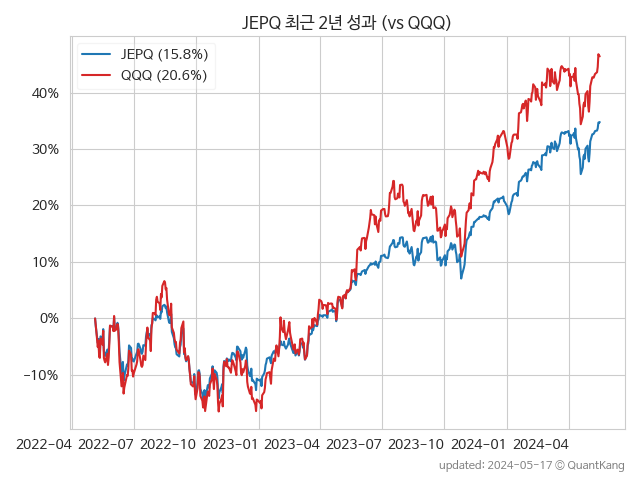 JEPQ 최근 2년 성과 (vs QQQ)
JEPQ (15.8%)
QQQ (20.6%)
40%
30%
20%
10%
0%
−10%
2022−04 2022−07 2022−10 2023−01 2023−04 2023−07 2023−10 2024−01 2024−04
updated: 2024-05-17 © QuantKang